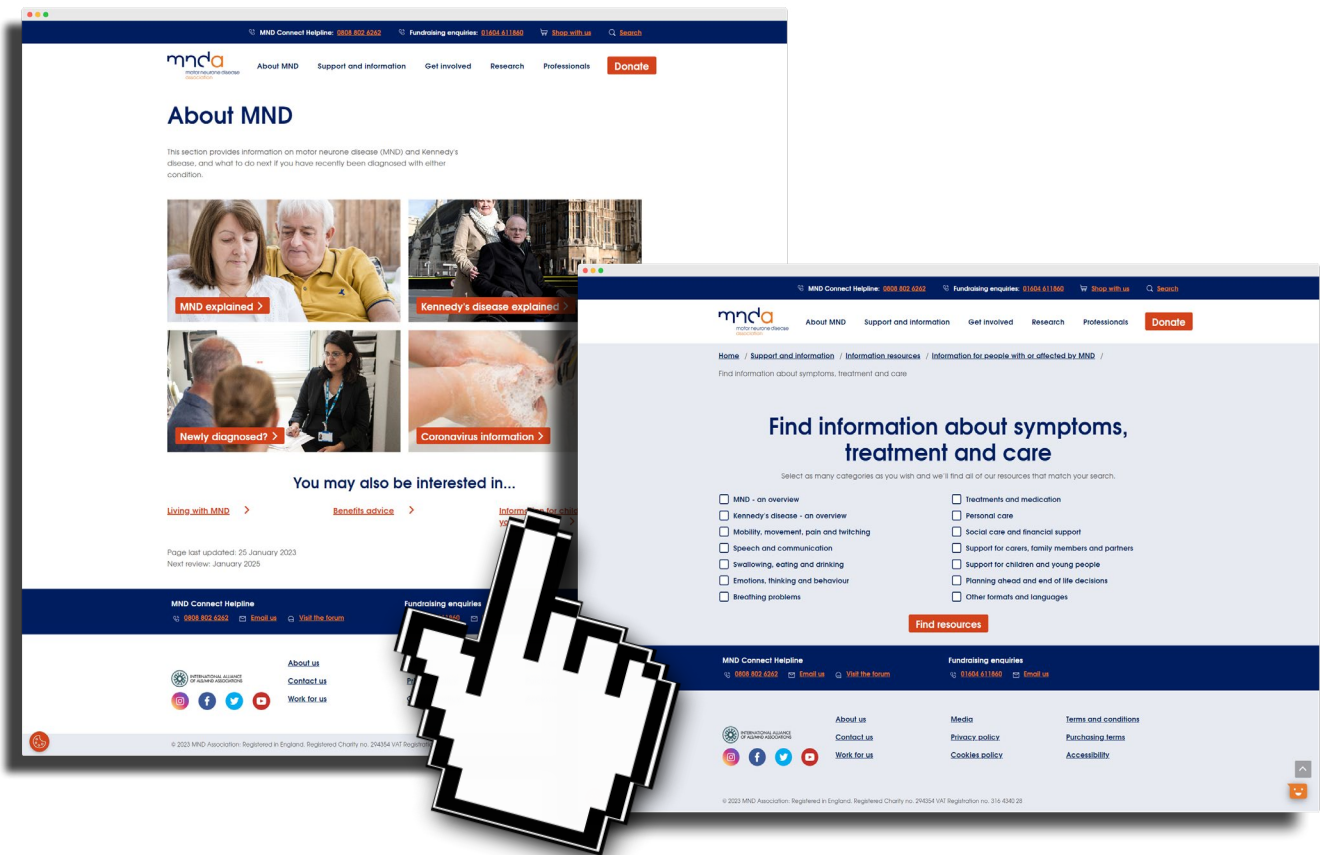 MND Connect Helpline: 0808 802 6262 Fundraising enquiries: 01604 611860 Shop with us Search
mnda
motor neurone disease
association
About MND Support and information Get involved Research Professionals Donate
About MND
This section provides information on motor neurone disease (MND) and Kennedy's
disease, and what to do next if you have recently been diagnosed with either
condition.
MND explained
Kennedy's disease explained
Newly diagnosed?
Coronavirus information
You may also be interested in...
Living with MND Benefits advice Information for
Page last updated: 25 January 2023
Next review: January 2025
MND Connect Helpline Fundraising enquiries
0808 802 6262 Email us Visit the forum
INTERNATIONAL ALLIANCE
OF ALS/MND ASSOCIATIONS
About us
Contact us
Work for us
© 2023 MND Association. Registered in England. Registered Charity no. 294354 VAT
MND Connect Helpline: 0808 802 6262 Fundraising enquiries: 01604 611860 Shop with us Search
mnda
motor neurone disease
association
About MND Support and information Get involved Research Professionals Donate
Home / Support and information / Information resources / Information for people with or affected by MND /
Find information about symptoms, treatment and care
Find information about symptoms,
treatment and care
Select as many categories as you wish and we'll find all of our resources that match your search.
MND - an overview
Kennedy's disease - an overview
Mobility, movement, pain and twitching
Speech and communication
Swallowing, eating and drinking
Emotions, thinking and behaviour
Breathing problems
Treatments and medication
Personal care
Social care and financial support
Support for carers, family members and partners
Support for children and young people
Planning ahead and end of life decisions
Other formats and languages
Find resources
MND Connect Helpline Fundraising enquiries
0808 802 6262 Email us Visit the forum 01604 611860 Email us
INTERNATIONAL ALLIANCE
OF ALS/MND ASSOCIATIONS
About us Media Terms and conditions
Contact us Privacy policy Purchasing terms
Work for us Cookies policy Accessibility
© 2023 MND Association. Registered in England. Registered Charity no. 294354 VAT Registration no. 316 4340 28